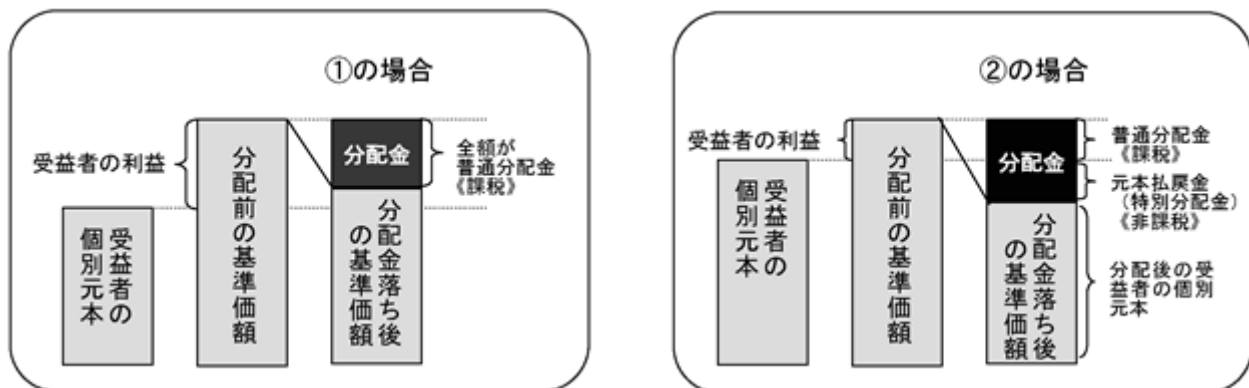 ①の場合
受益者の利益
受益者の
個別元本
分配前の基準価額
分配金
全額が
普通分配金
《課税》
分配金落ち後
の基準価額
②の場合
受益者の利益
受益者の
個別元本
分配前の基準価額
分配金
普通分配金
《課税》
元本払戻金
(特別分配金)
《非課税》
分配金落ち後
の基準価額
分配後の受
益者の個別
元本